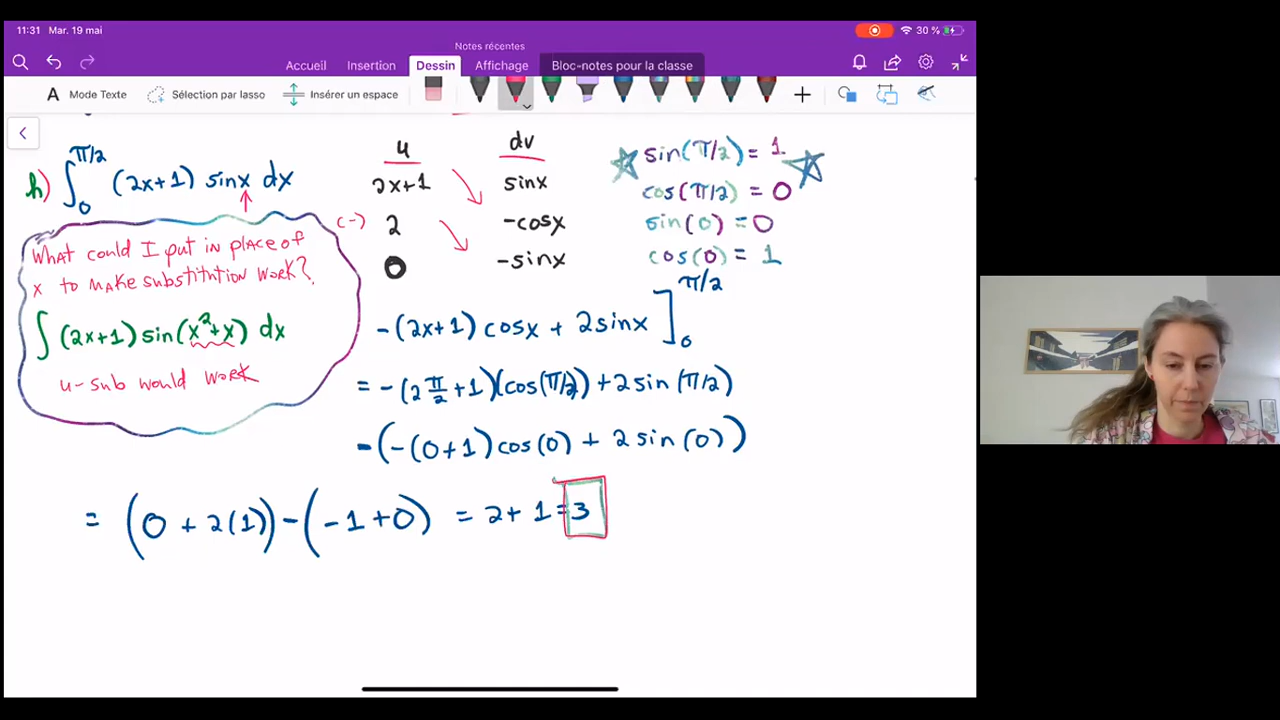 11:31 Mar. 19 mai
30 %
Notes récentes
Accueil Insertion Dessin Affichage Bloc-notes pour la classe
A Mode Texte Sélection par lasso Insérer un espace
h) ∫₀^(π/2) (2x+1) sinx dx
What could I put in place of
x to make substitution work?
∫(2x+1) sin(x²+x) dx
u-sub would work
u dv
2x+1 sinx
(-) 2 -cosx
0 -sinx
sin(π/2) = 1
cos(π/2) = 0
sin(0) = 0
cos(0) = 1
-(2x+1) cosx + 2sinx ]₀^(π/2)
= -(2 π/2 +1)(cos(π/2)) + 2sin(π/2)
-(-(0+1) cos(0) + 2 sin(0))
= (0 + 2(1)) - (-1 + 0) = 2 + 1 = 3